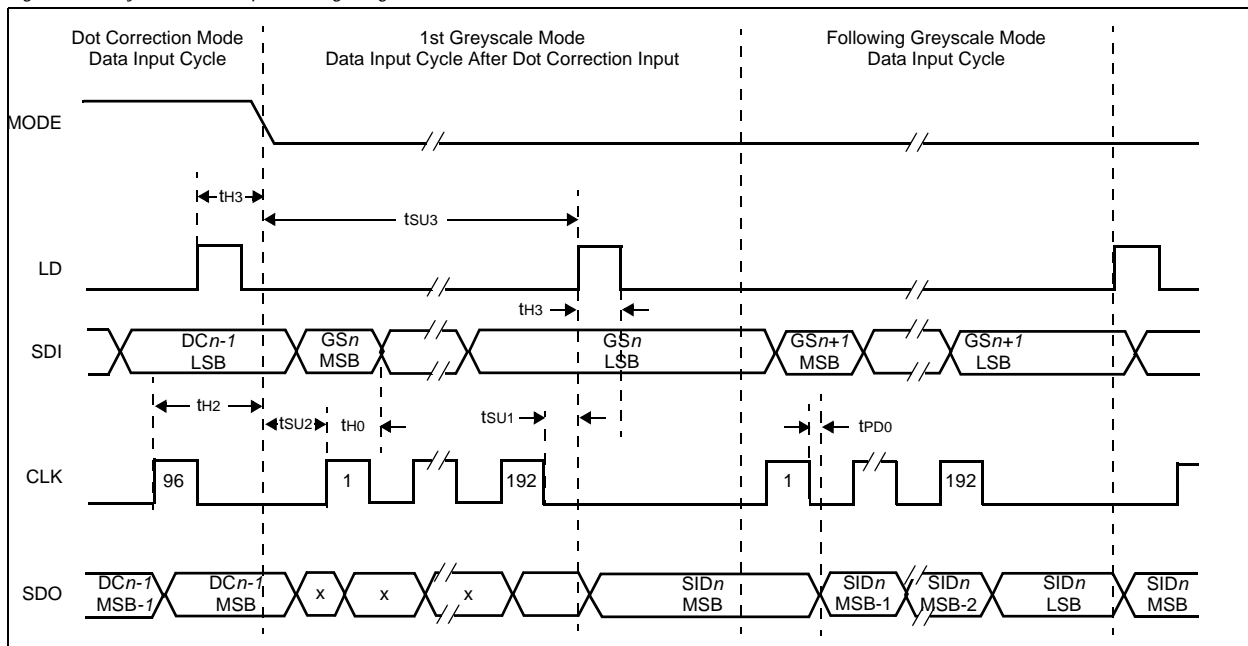 Dot Correction Mode
Data Input Cycle
1st Greyscale Mode
Data Input Cycle After Dot Correction Input
Following Greyscale Mode
Data Input Cycle
MODE
tH3
tSU3
LD
tH3
SDI
DCn-1
LSB
GSn
MSB
GSn
LSB
GSn+1
MSB
GSn+1
LSB
tH2
tSU2
tH0
tSU1
tPD0
CLK
96
1
192
1
192
SDO
DCn-1
MSB-1
DCn-1
MSB
x
x
x
SIDn
MSB
SIDn
MSB-1
SIDn
MSB-2
SIDn
LSB
SIDn
MSB